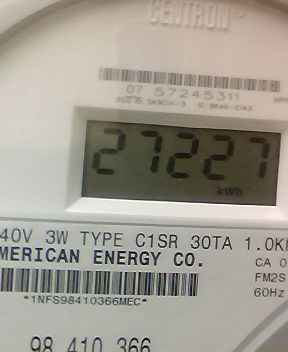 CENTRON®
07 57245311
27227
kWh
40V 3W TYPE C1SR 30TA 1.0K
MERICAN ENERGY CO.
CA 0
*1NFS98410366MEC*
FM2S
60Hz
98 410 366